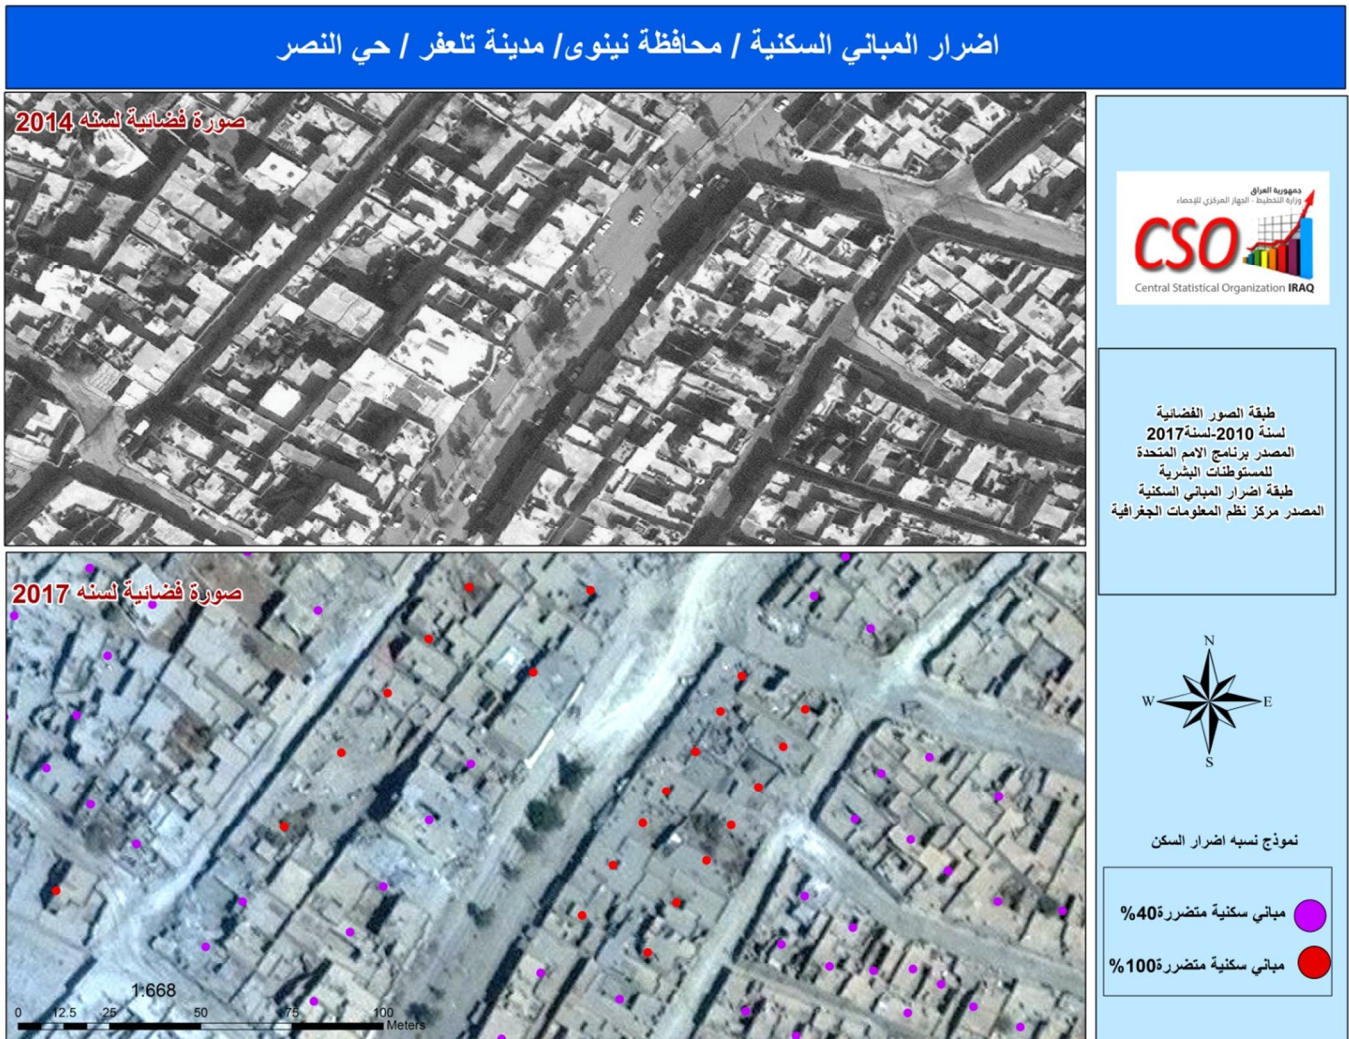 اضرار المباني السكنية / محافظة نينوى/ مدينة تلعفر / حي النصر
صورة فضائية لسنه 2014
جمهورية العراق
وزارة التخطيط - الجهاز المركزي للإحصاء
CSO
Central Statistical Organization IRAQ
طبقة الصور الفضائية
لسنة 2010-لسنة2017
المصدر برنامج الامم المتحدة
للمستوطنات البشرية
طبقة اضرار المباني السكنية
المصدر مركز نظم المعلومات الجغرافية
صورة فضائية لسنه 2017
N
W E
S
نموذج نسبه اضرار السكن
مباني سكنية متضررة40%
مباني سكنية متضررة100%
1:668
0 12.5 25 50 75 100
Meters